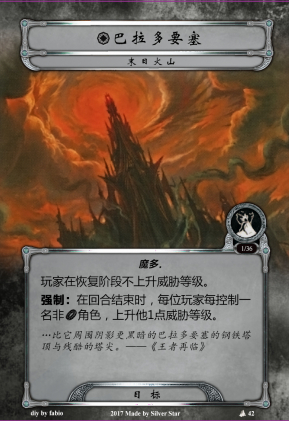 巴拉多要塞
末日火山
1/36
魔多.
玩家在恢复阶段不上升威胁等级。
强制：在回合结束时，每位玩家每控制一
名非角色，上升他1点威胁等级。
…比它周围阴影更黑暗的巴拉多要塞的钢铁塔
顶与残酷的塔火。——《王者再临》
目标
diy by fabio
2017 Made by Silver Star
42